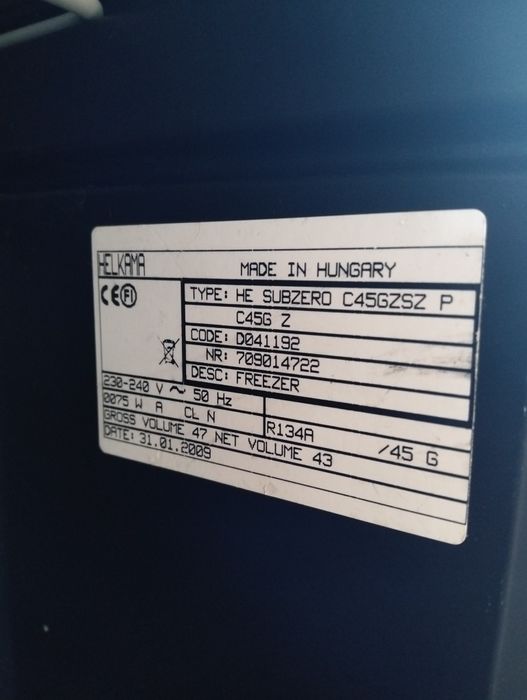 HELKAMA MADE IN HUNGARY
CE FI
TYPE: HE SUBZERO C45GZSZ P
C45G Z
CODE: D041192
NR: 709014722
DESC: FREEZER
230-240 V ~ 50 Hz
0075 W A CL N R134A /45 G
GROSS VOLUME 47 NET VOLUME 43
DATE: 31.01.2009